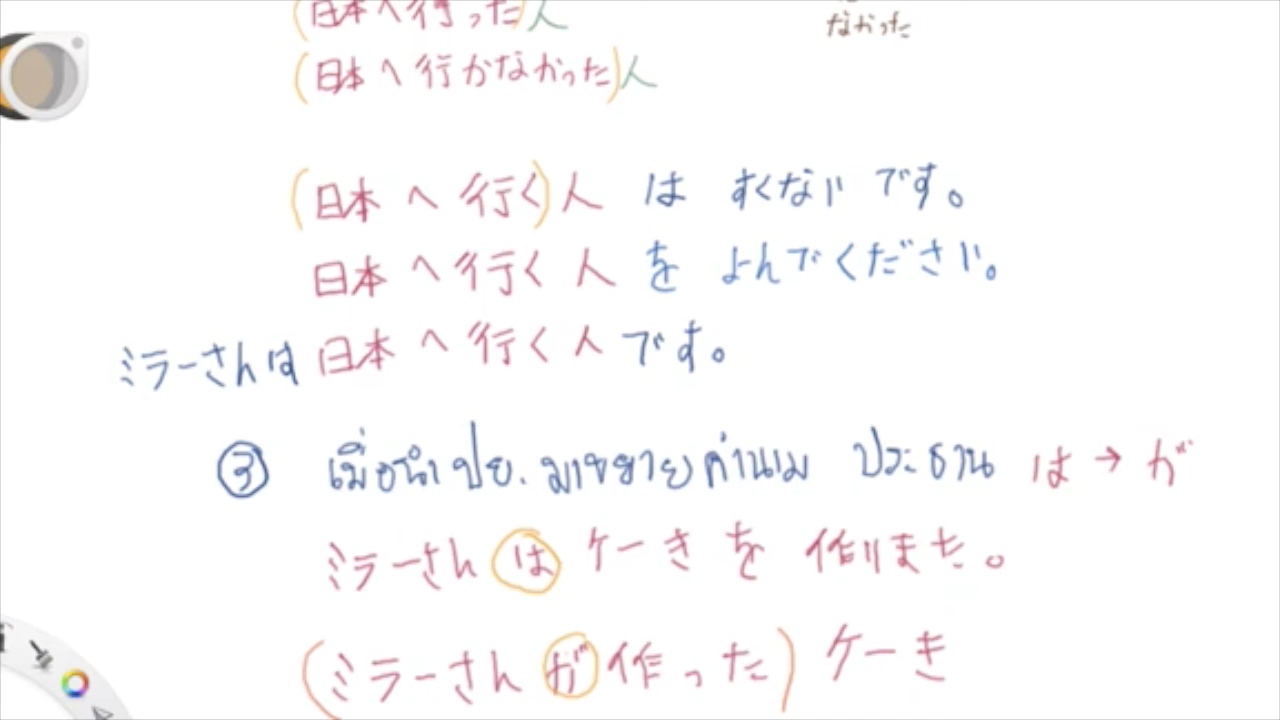 (日本へ行った)人
なかった
(日本へ行かなかった)人
(日本へ行く)人 は すくないです。
日本へ行く人をよんでください。
ミラーさんは日本へ行く人です。
③ เมื่อนำ ปย. มาขยายคำนาม ประธาน は → が
ミラーさんはケーきを作りまた。
(ミラーさんが作った)ケーき